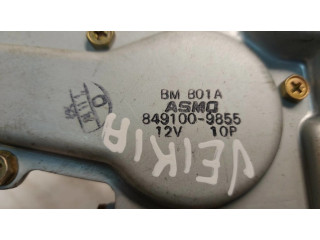 BM 801A
ASMO
849100-9855
12V 10P
VEIKIA